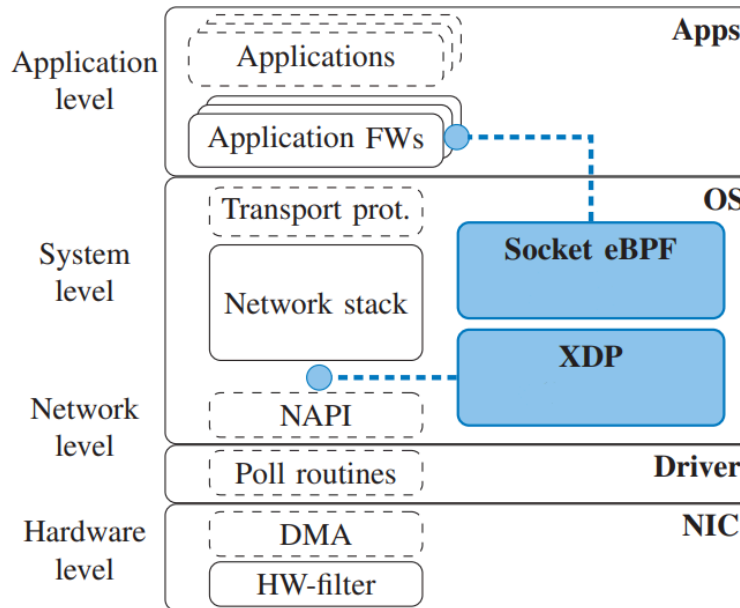 Application
level
Apps
Applications
Application FWs
System
level
OS
Transport prot.
Network stack
Socket eBPF
XDP
Network
level
NAPI
Poll routines
Driver
Hardware
level
NIC
DMA
HW-filter